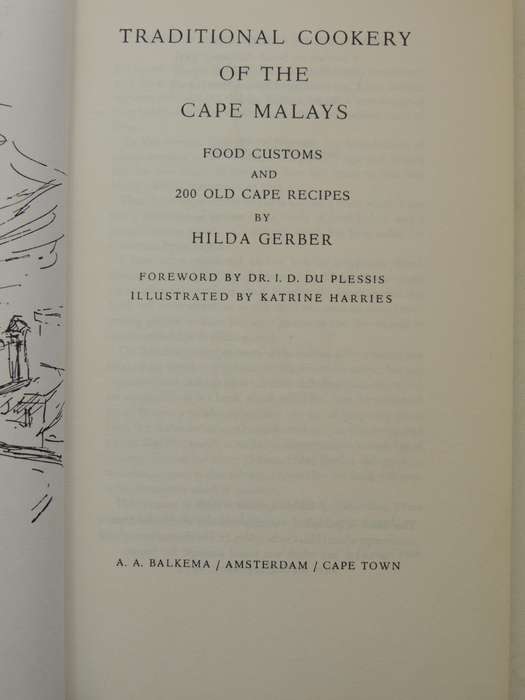 TRADITIONAL COOKERY
OF THE
CAPE MALAYS
FOOD CUSTOMS
AND
200 OLD CAPE RECIPES
BY
HILDA GERBER
FOREWORD BY DR. I. D. DU PLESSIS
ILLUSTRATED BY KATRINE HARRIES
A. A. BALKEMA / AMSTERDAM / CAPE TOWN